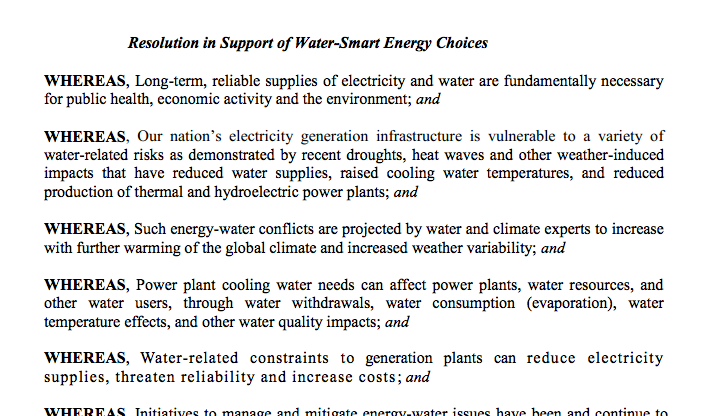 Resolution in Support of Water-Smart Energy Choices
WHEREAS, Long-term, reliable supplies of electricity and water are fundamentally necessary
for public health, economic activity and the environment; and
WHEREAS, Our nation's electricity generation infrastructure is vulnerable to a variety of
water-related risks as demonstrated by recent droughts, heat waves and other weather-induced
impacts that have reduced water supplies, raised cooling water temperatures, and reduced
production of thermal and hydroelectric power plants; and
WHEREAS, Such energy-water conflicts are projected by water and climate experts to increase
with further warming of the global climate and increased weather variability; and
WHEREAS, Power plant cooling water needs can affect power plants, water resources, and
other water users, through water withdrawals, water consumption (evaporation), water
temperature effects, and other water quality impacts; and
WHEREAS, Water-related constraints to generation plants can reduce electricity
supplies, threaten reliability and increase costs; and
WHEREAS, Initiatives to manage and mitigate energy-water issues have been and continue to